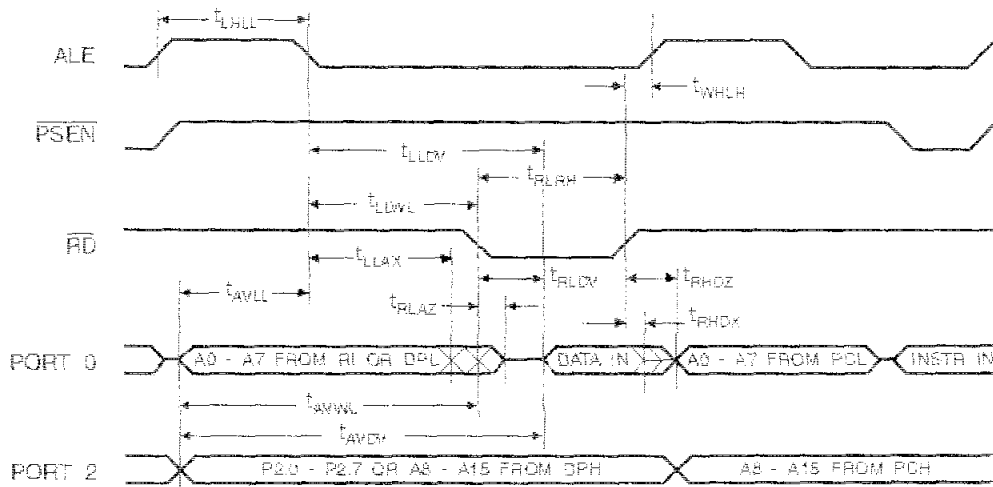 tLHLL
ALE
tWHLH
PSEN
tLLDV
tRLRH
tLLWL
RD
tLLAX
tRLDV
tRHDZ
tAVLL
tRLAZ
tRHDX
PORT 0
A0 - A7 FROM RI OR DPL
DATA IN
A0 - A7 FROM PCL
INSTR IN
tAVWL
tAVDV
PORT 2
P2.0 - P2.7 OR A8 - A15 FROM DPH
A8 - A15 FROM PCH